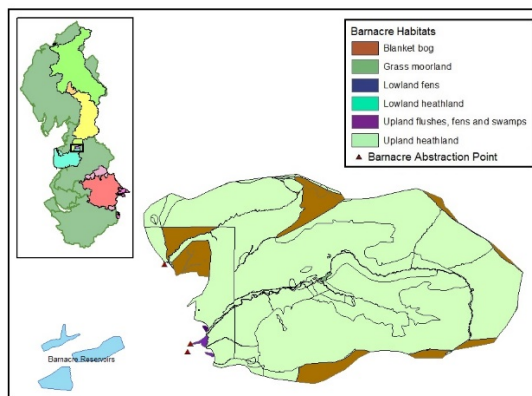 Barnacre Habitats
Blanket bog
Grass moorland
Lowland fens
Lowland heathland
Upland flushes, fens and swamps
Upland heathland
Barnacre Abstraction Point
Barnacre Reservoirs